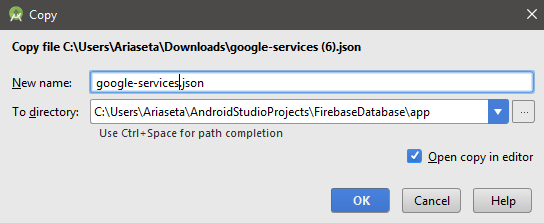 Copy
Copy file C:\Users\Ariaseta\Downloads\google-services (6).json
New name: google-services.json
To directory: C:\Users\Ariaseta\AndroidStudioProjects\FirebaseDatabase\app ...
Use Ctrl+Space for path completion
Open copy in editor
OK Cancel Help